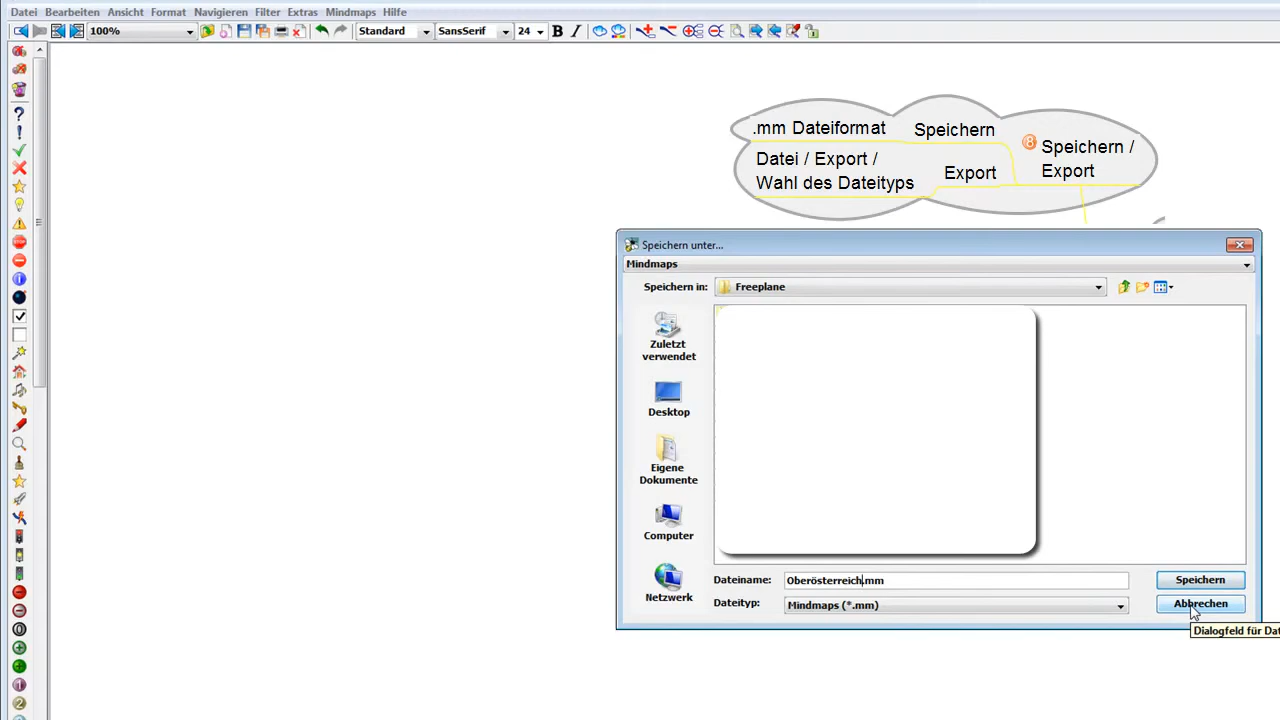 Datei Bearbeiten Ansicht Format Navigieren Filter Extras Mindmaps Hilfe
100% Standard SansSerif 24 B I
.mm Dateiformat Speichern
Datei / Export /
Wahl des Dateityps
Export
Speichern /
Export
Speichern unter...
Mindmaps
Speichern in: Freeplane
Zuletzt
verwendet
Desktop
Eigene
Dokumente
Computer
Netzwerk
Dateiname: Oberösterreich.mm Speichern
Dateityp: Mindmaps (*.mm) Abbrechen
Dialogfeld für Dat